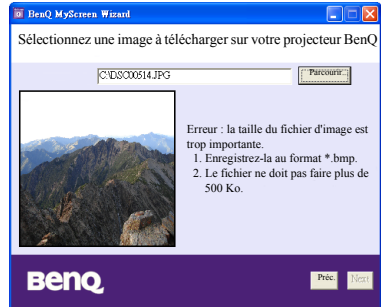 BenQ MyScreen Wizard
Sélectionnez une image à télécharger sur votre projecteur BenQ
C:\DSC00514.JPG
Parcourir...
Erreur : la taille du fichier d'image est
trop importante.
1. Enregistrez-la au format *.bmp.
2. Le fichier ne doit pas faire plus de
500 Ko.
BenQ
Préc.
Next